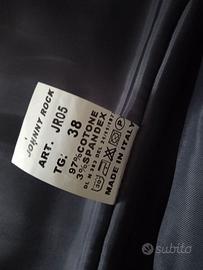 JOHNNY ROCK
ART. JR05
TG: 38
97%COTONE
3%SPANDEX
MADE IN ITALY
subito